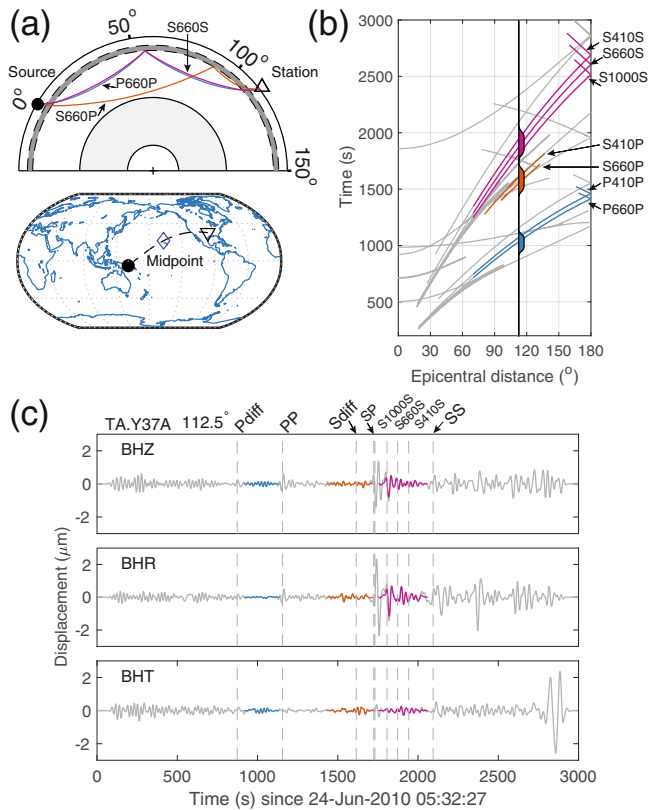 (a)
50°
S660S
100°
Source
Station
0°
P660P
S660P
150°
Midpoint
(b)
3000
2500
2000
1500
1000
500
Time (s)
0 30 60 90 120 150 180
Epicentral distance (°)
S410S
S660S
S1000S
S410P
S660P
P410P
P660P
(c)
TA.Y37A 112.5°
Pdiff
PP
Sdiff
SP
S1000S
S660S
S410S
SS
BHZ
2
0
-2
BHR
2
0
-2
BHT
2
0
-2
Displacement (μm)
0 500 1000 1500 2000 2500 3000
Time (s) since 24-Jun-2010 05:32:27